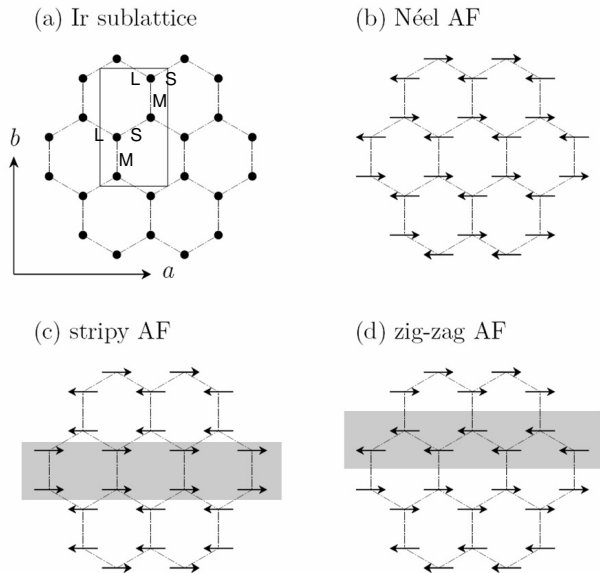 (a) Ir sublattice
(b) Néel AF
L S
M
L S
M
b
a
(c) stripy AF
(d) zig-zag AF